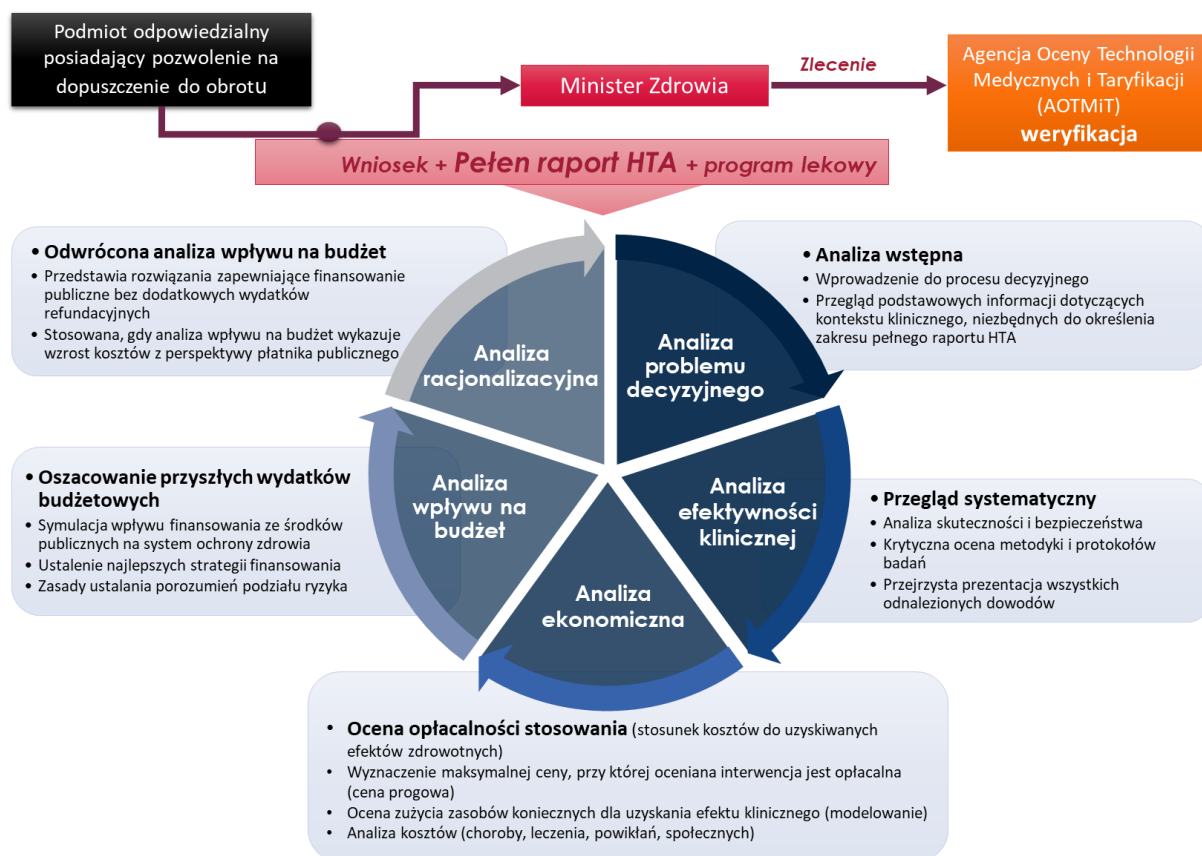 Podmiot odpowiedzialny
posiadający pozwolenie na
dopuszczenie do obrotu
Minister Zdrowia
Zlecenie
Agencja Oceny Technologii
Medycznych i Taryfikacji
(AOTMiT)
weryfikacja
Wniosek + Pełen raport HTA + program lekowy
• Odwrócona analiza wpływu na budżet
• Przedstawia rozwiązania zapewniające finansowanie
publiczne bez dodatkowych wydatków
refundacyjnych
• Stosowana, gdy analiza wpływu na budżet wykazuje
wzrost kosztów z perspektywy płatnika publicznego
• Analiza wstępna
• Wprowadzenie do procesu decyzyjnego
• Przegląd podstawowych informacji dotyczących
kontekstu klinicznego, niezbędnych do określenia
zakresu pełnego raportu HTA
Analiza
racjonalizacyjna
Analiza
problemu
decyzyjnego
• Oszacowanie przyszłych wydatków
budżetowych
• Symulacja wpływu finansowania ze środków
publicznych na system ochrony zdrowia
• Ustalenie najlepszych strategii finansowania
• Zasady ustalania porozumień podziału ryzyka
Analiza
wpływu na
budżet
Analiza
efektywności
klinicznej
• Przegląd systematyczny
• Analiza skuteczności i bezpieczeństwa
• Krytyczna ocena metodyki i protokołów
badań
• Przejrzysta prezentacja wszystkich
odnalezionych dowodów
Analiza
ekonomiczna
• Ocena opłacalności stosowania (stosunek kosztów do uzyskiwanych
efektów zdrowotnych)
• Wyznaczenie maksymalnej ceny, przy której oceniana interwencja jest opłacalna
(cena progowa)
• Ocena zużycia zasobów koniecznych dla uzyskania efektu klinicznego (modelowanie)
• Analiza kosztów (choroby, leczenia, powikłań, społecznych)